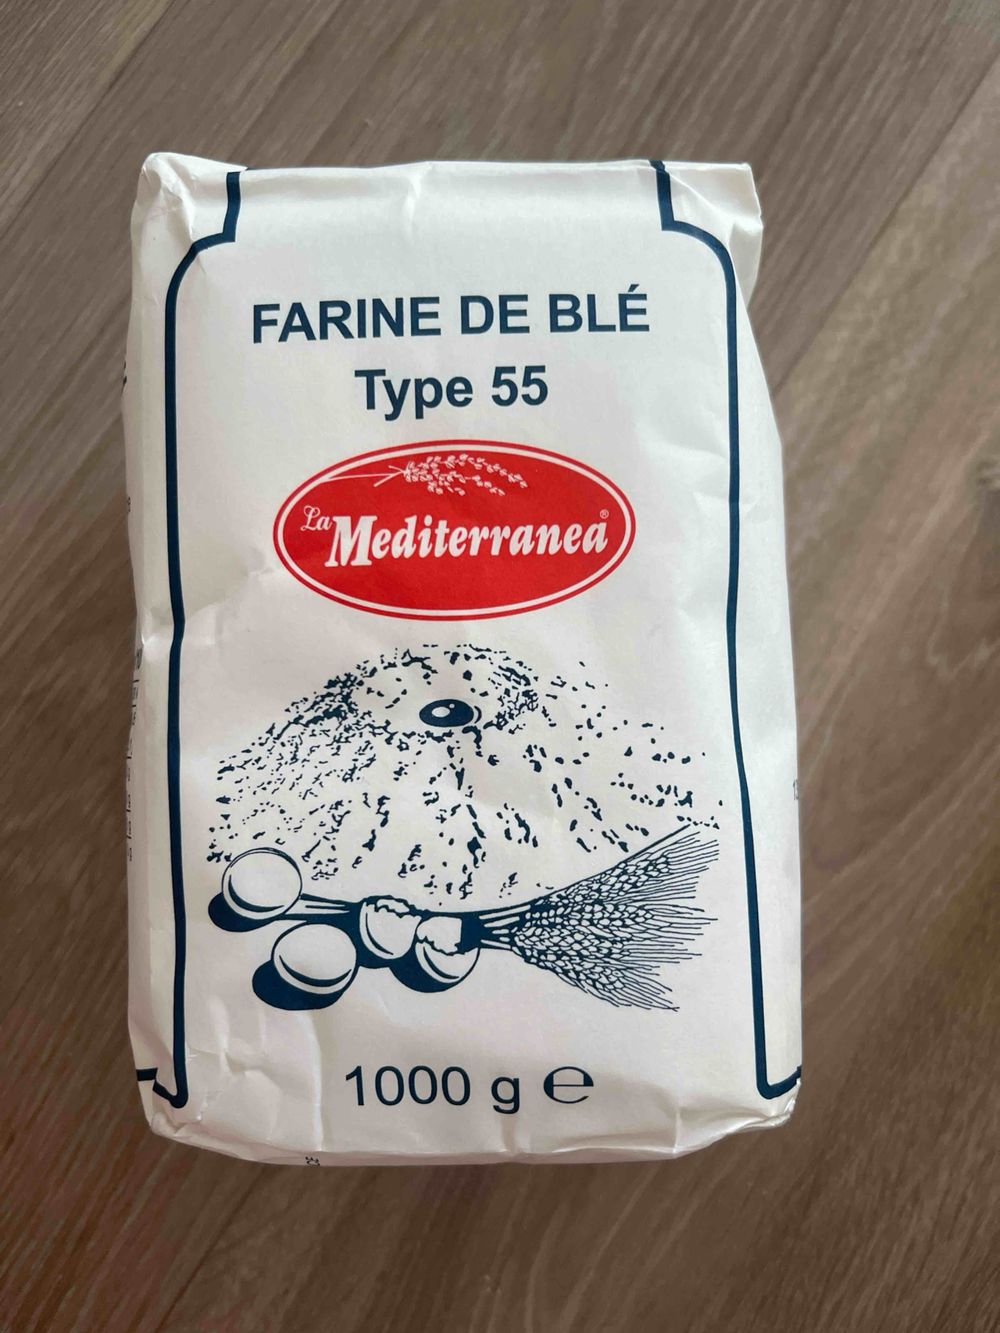 FARINE DE BLÉ
Type 55
La Mediterranea®
1000 g ℮